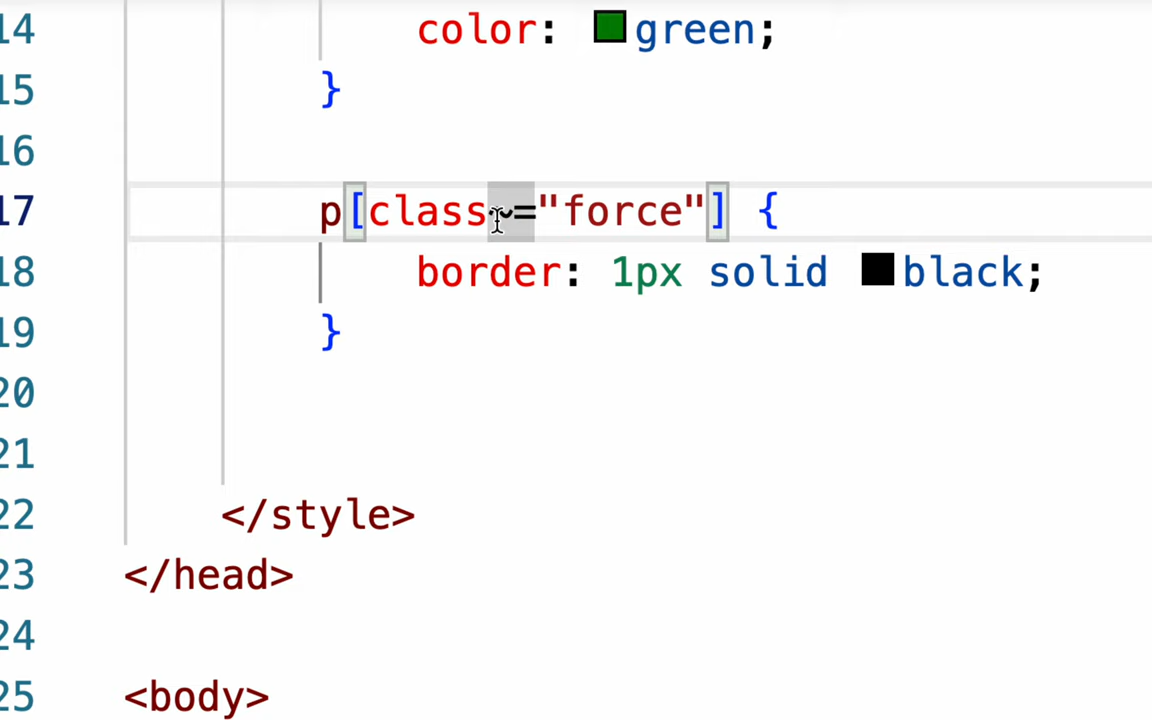 14 color: green;
15 }
16
17 p[class~="force"] {
18 border: 1px solid black;
19 }
20
21
22 </style>
23 </head>
24
25 <body>